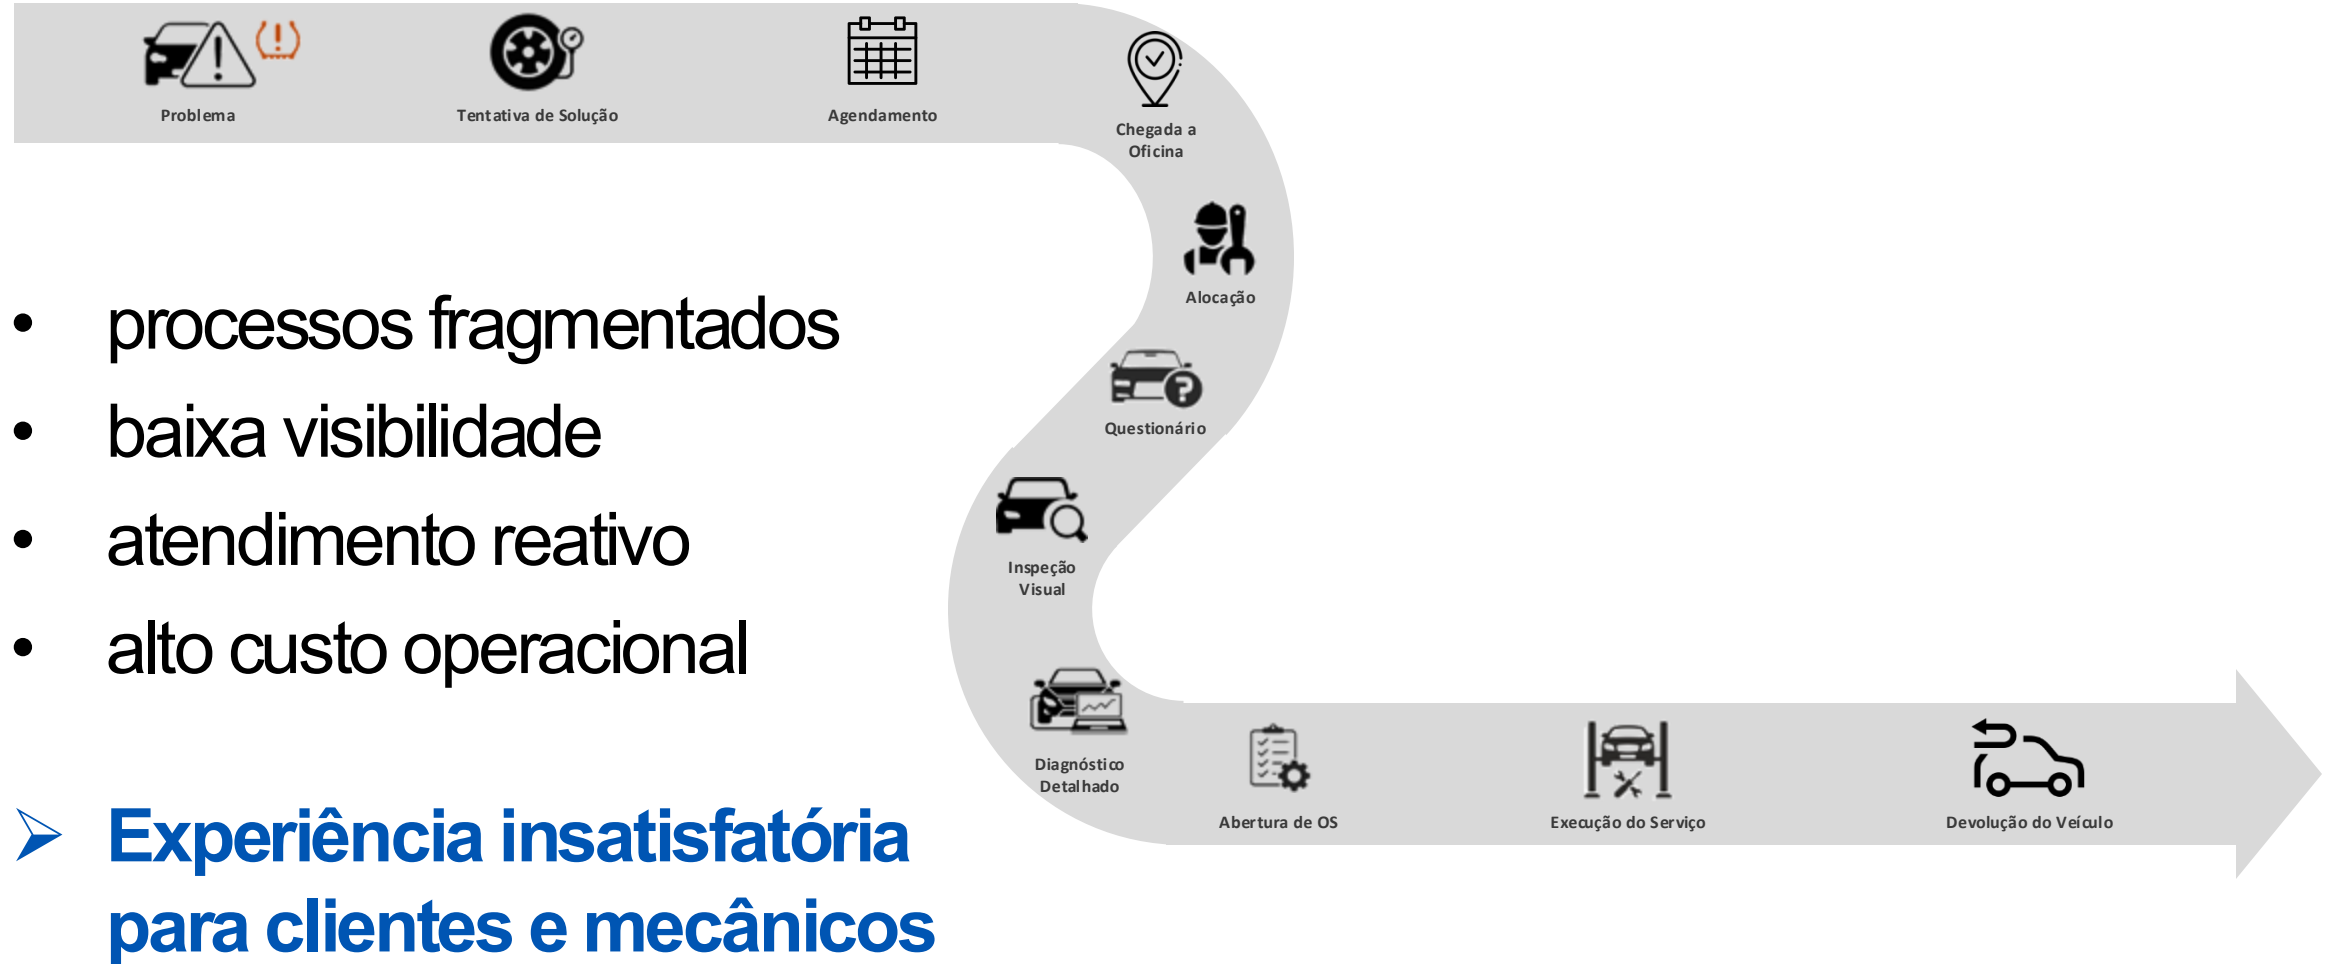 Problema
Tentativa de Solução
Agendamento
Chegada a
Oficina
Alocação
Questionário
Inspeção
Visual
Diagnóstico
Detalhado
Abertura de OS
Execução do Serviço
Devolução do Veículo
• processos fragmentados
• baixa visibilidade
• atendimento reativo
• alto custo operacional
➢ Experiência insatisfatória
para clientes e mecânicos